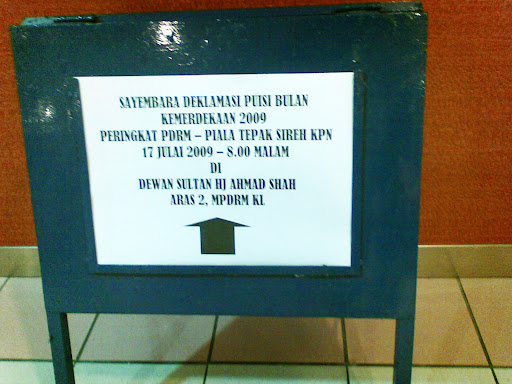 SAYEMBARA DEKLAMASI PUISI BULAN
KEMERDEKAAN 2009
PERINGKAT PDRM – PIALA TEPAK SIREH KPN
17 JULAI 2009 – 8.00 MALAM
DI
DEWAN SULTAN HJ AHMAD SHAH
ARAS 2, MPDRM KL